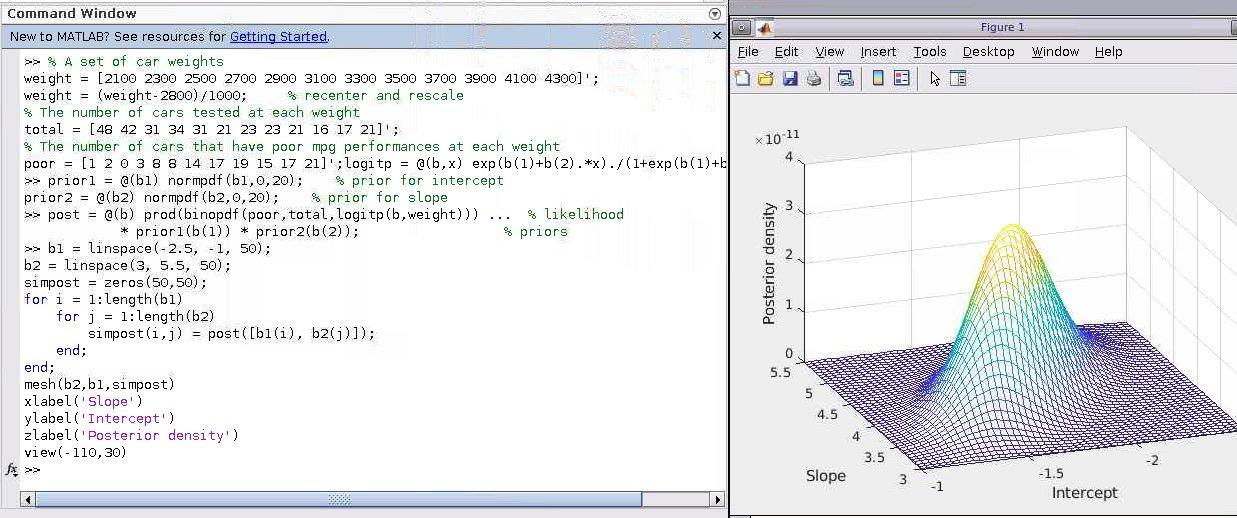 Command Window
New to MATLAB? See resources for Getting Started.
>> % A set of car weights
weight = [2100 2300 2500 2700 2900 3100 3300 3500 3700 3900 4100 4300]';
weight = (weight-2800)/1000;     % recenter and rescale
% The number of cars tested at each weight
total = [48 42 31 34 31 21 23 23 21 16 17 21]';
% The number of cars that have poor mpg performances at each weight
poor = [1 2 0 3 8 8 14 17 19 15 17 21]';logitp = @(b,x) exp(b(1)+b(2).*x)./(1+exp(b(1)+b
>> prior1 = @(b1) normpdf(b1,0,20);    % prior for intercept
prior2 = @(b2) normpdf(b2,0,20);    % prior for slope
>> post = @(b) prod(binopdf(poor,total,logitp(b,weight))) ...  % likelihood
            * prior1(b(1)) * prior2(b(2));                  % priors
>> b1 = linspace(-2.5, -1, 50);
b2 = linspace(3, 5.5, 50);
simpost = zeros(50,50);
for i = 1:length(b1)
    for j = 1:length(b2)
        simpost(i,j) = post([b1(i), b2(j)]);
    end;
end;
mesh(b2,b1,simpost)
xlabel('Slope')
ylabel('Intercept')
zlabel('Posterior density')
view(-110,30)
fx >>
Figure 1
File Edit View Insert Tools Desktop Window Help
×10-11
4
3
2
1
0
Posterior density
5.5
5
4.5
4
3.5
3
Slope
-1
-1.5
-2
Intercept